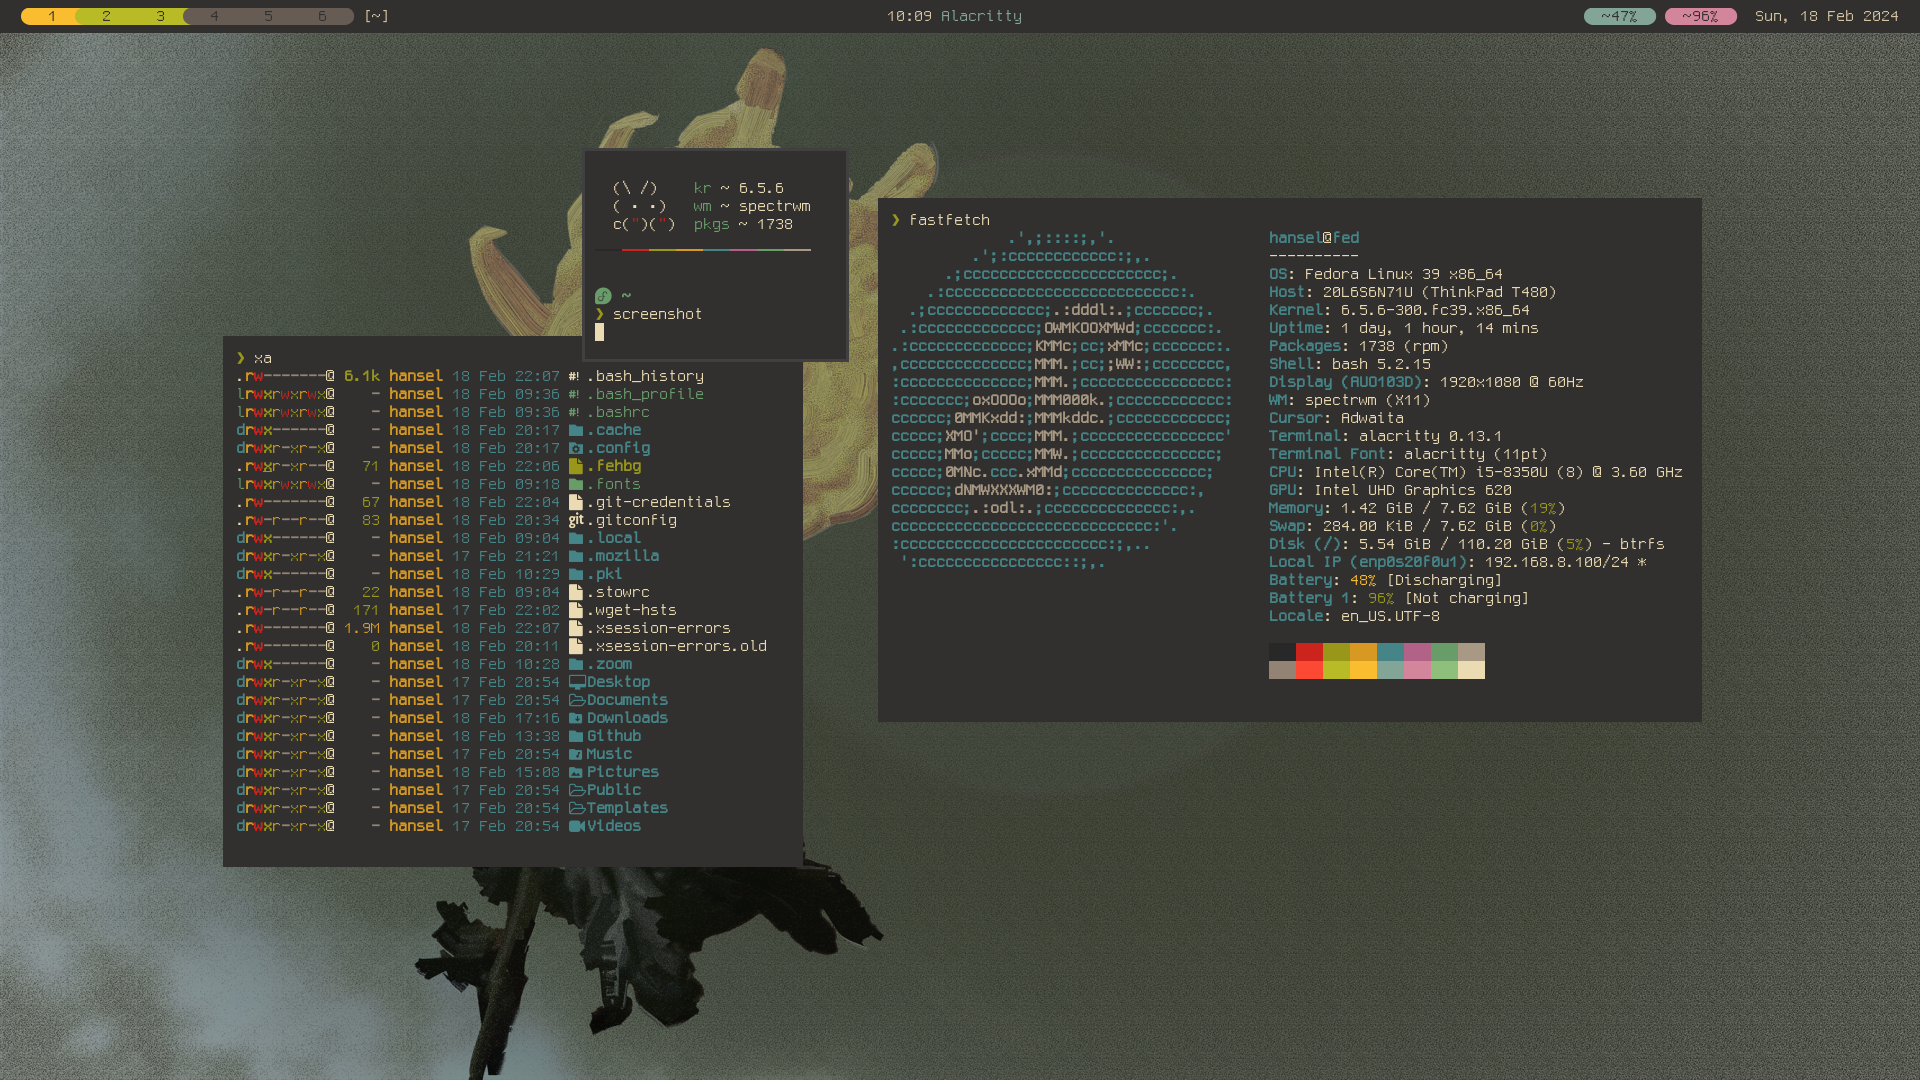 1 2 3 4 5 6 [~] 10:09 Alacritty ~47% ~96% Sun, 18 Feb 2024
(\ /) kr ~ 6.5.6
( · ·) wm ~ spectrwm
c(")(") pkgs ~ 1738
~
❯ screenshot
❯ xa
.rw-------@ 6.1k hansel 18 Feb 22:07 #! .bash_history
lrwxrwxrwx@ - hansel 18 Feb 09:36 #! .bash_profile
lrwxrwxrwx@ - hansel 18 Feb 09:36 #! .bashrc
drwx------@ - hansel 18 Feb 20:17 .cache
drwxr-xr-x@ - hansel 18 Feb 20:17 .config
.rwxr-xr-x@ 71 hansel 18 Feb 22:06 .fehbg
lrwxrwxrwx@ - hansel 18 Feb 09:18 .fonts
.rw-------@ 67 hansel 18 Feb 22:04 .git-credentials
.rw-r--r--@ 83 hansel 18 Feb 20:34 git .gitconfig
drwx------@ - hansel 18 Feb 09:04 .local
drwxr-xr-x@ - hansel 17 Feb 21:21 .mozilla
drwx------@ - hansel 18 Feb 10:29 .pki
.rw-r--r--@ 22 hansel 18 Feb 09:04 .stowrc
.rw-r--r--@ 171 hansel 17 Feb 22:02 .wget-hsts
.rw-------@ 1.9M hansel 18 Feb 22:07 .xsession-errors
.rw-------@ 0 hansel 18 Feb 20:11 .xsession-errors.old
drwx------@ - hansel 18 Feb 10:28 .zoom
drwxr-xr-x@ - hansel 17 Feb 20:54 Desktop
drwxr-xr-x@ - hansel 17 Feb 20:54 Documents
drwxr-xr-x@ - hansel 18 Feb 17:16 Downloads
drwxr-xr-x@ - hansel 18 Feb 13:38 Github
drwxr-xr-x@ - hansel 17 Feb 20:54 Music
drwxr-xr-x@ - hansel 18 Feb 15:08 Pictures
drwxr-xr-x@ - hansel 17 Feb 20:54 Public
drwxr-xr-x@ - hansel 17 Feb 20:54 Templates
drwxr-xr-x@ - hansel 17 Feb 20:54 Videos
❯ fastfetch
hansel@fed
----------
OS: Fedora Linux 39 x86_64
Host: 20L6S6N71U (ThinkPad T480)
Kernel: 6.5.6-300.fc39.x86_64
Uptime: 1 day, 1 hour, 14 mins
Packages: 1738 (rpm)
Shell: bash 5.2.15
Display (AUO103D): 1920x1080 @ 60Hz
WM: spectrwm (X11)
Cursor: Adwaita
Terminal: alacritty 0.13.1
Terminal Font: alacritty (11pt)
CPU: Intel(R) Core(TM) i5-8350U (8) @ 3.60 GHz
GPU: Intel UHD Graphics 620
Memory: 1.42 GiB / 7.62 GiB (19%)
Swap: 284.00 KiB / 7.62 GiB (0%)
Disk (/): 5.54 GiB / 110.20 GiB (5%) - btrfs
Local IP (enp0s20f0u1): 192.168.8.100/24 *
Battery: 48% [Discharging]
Battery 1: 96% [Not charging]
Locale: en_US.UTF-8